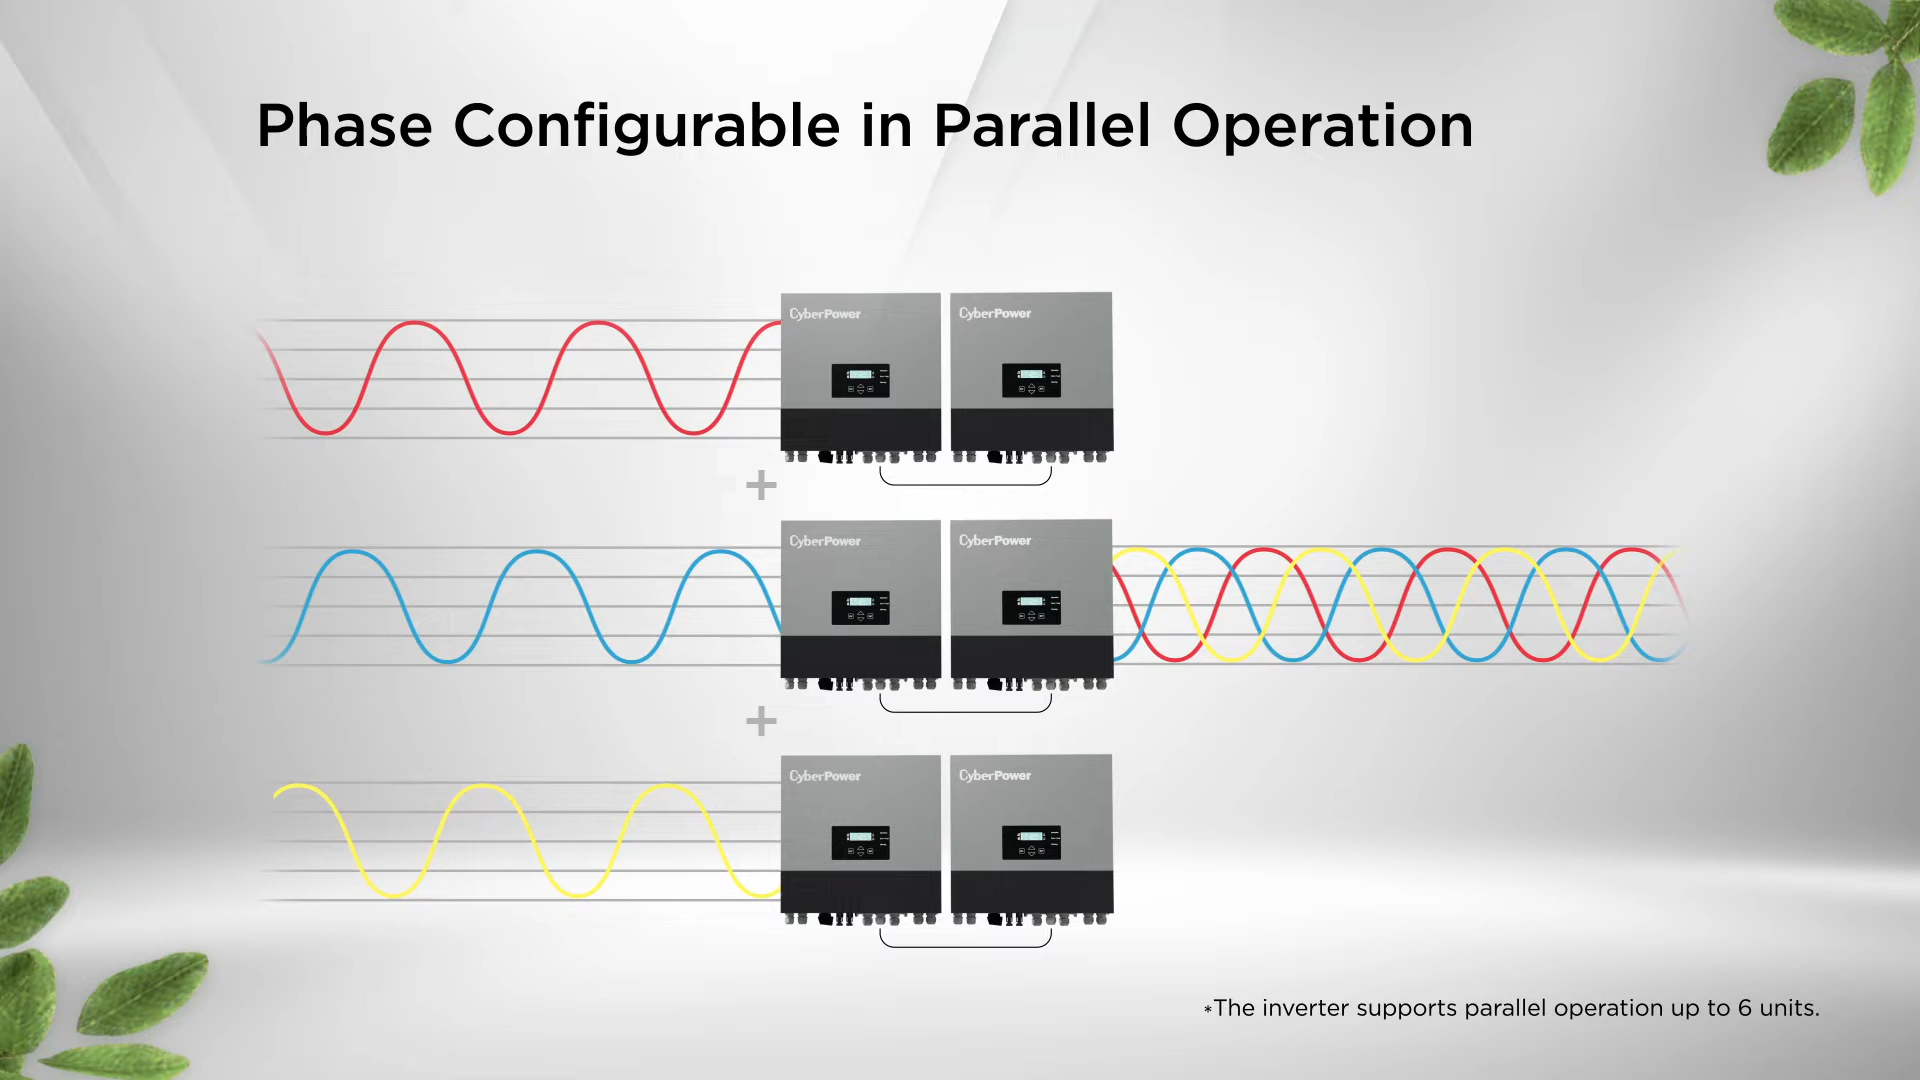 Phase Configurable in Parallel Operation
CyberPower
CyberPower
+
CyberPower
CyberPower
+
CyberPower
CyberPower
*The inverter supports parallel operation up to 6 units.